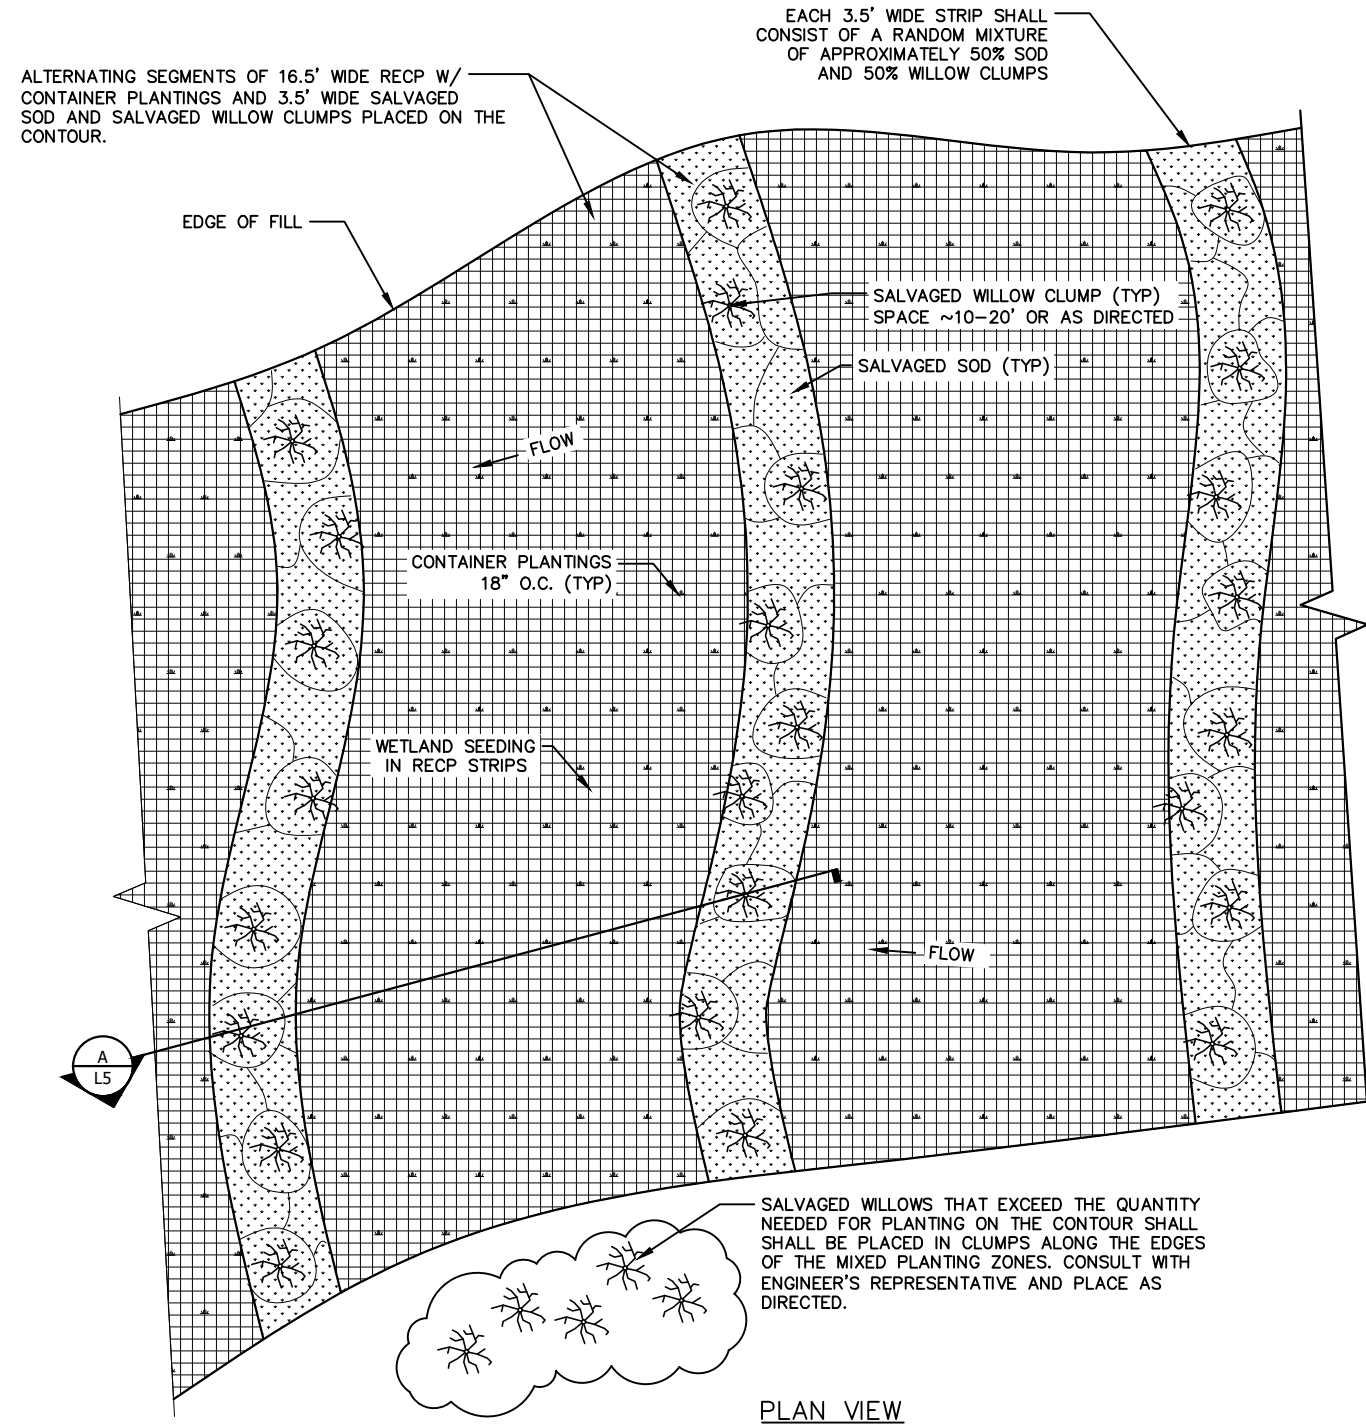 EACH 3.5' WIDE STRIP SHALL
CONSIST OF A RANDOM MIXTURE
OF APPROXIMATELY 50% SOD
AND 50% WILLOW CLUMPS
ALTERNATING SEGMENTS OF 16.5' WIDE RECP W/
CONTAINER PLANTINGS AND 3.5' WIDE SALVAGED
SOD AND SALVAGED WILLOW CLUMPS PLACED ON THE
CONTOUR.
EDGE OF FILL
SALVAGED WILLOW CLUMP (TYP)
SPACE ~10-20' OR AS DIRECTED
SALVAGED SOD (TYP)
FLOW
CONTAINER PLANTINGS
18" O.C. (TYP)
WETLAND SEEDING
IN RECP STRIPS
FLOW
A
L5
SALVAGED WILLOWS THAT EXCEED THE QUANTITY
NEEDED FOR PLANTING ON THE CONTOUR SHALL
SHALL BE PLACED IN CLUMPS ALONG THE EDGES
OF THE MIXED PLANTING ZONES. CONSULT WITH
ENGINEER'S REPRESENTATIVE AND PLACE AS
DIRECTED.
PLAN VIEW